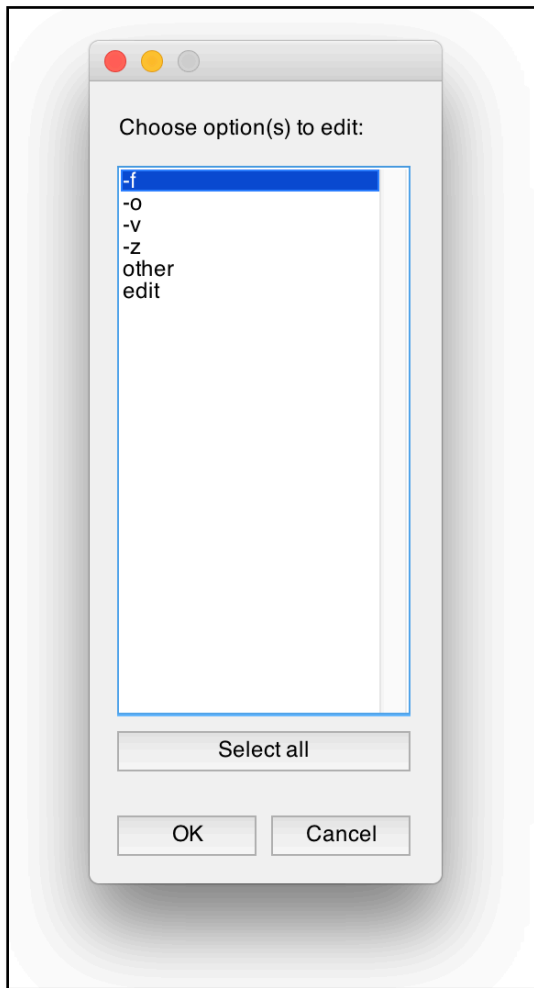 Choose option(s) to edit:
-f
-o
-v
-z
other
edit
Select all
OK
Cancel